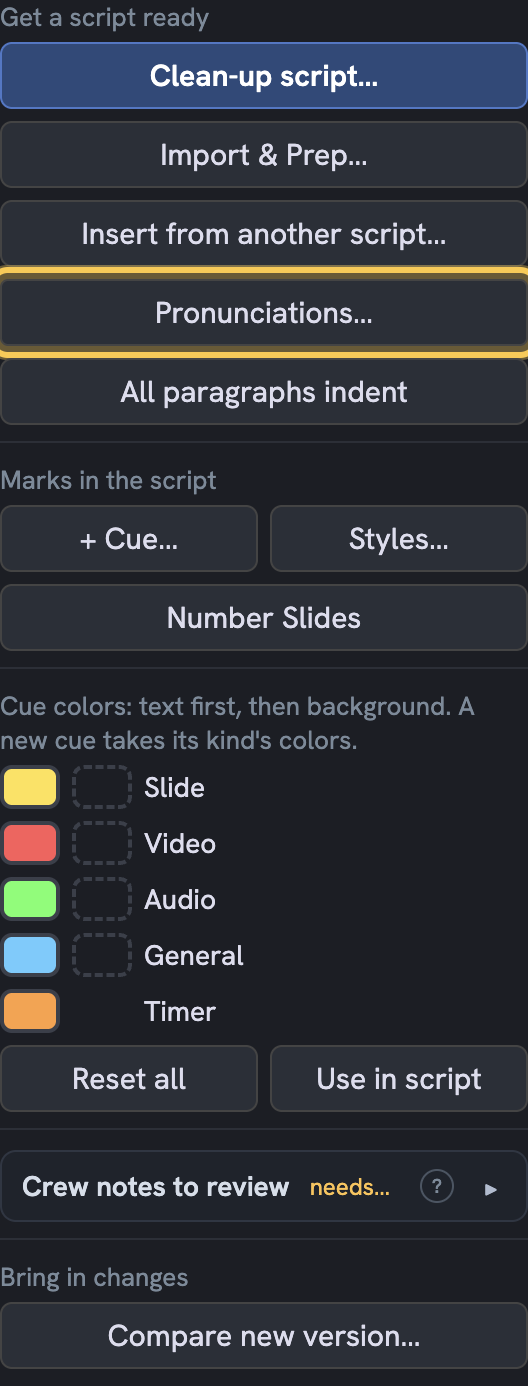 Get a script ready
Clean-up script...
Import & Prep...
Insert from another script...
Pronunciations...
All paragraphs indent
Marks in the script
+ Cue...
Styles...
Number Slides
Cue colors: text first, then background. A
new cue takes its kind's colors.
Slide
Video
Audio
General
Timer
Reset all
Use in script
Crew notes to review needs... ? ▸
Bring in changes
Compare new version...